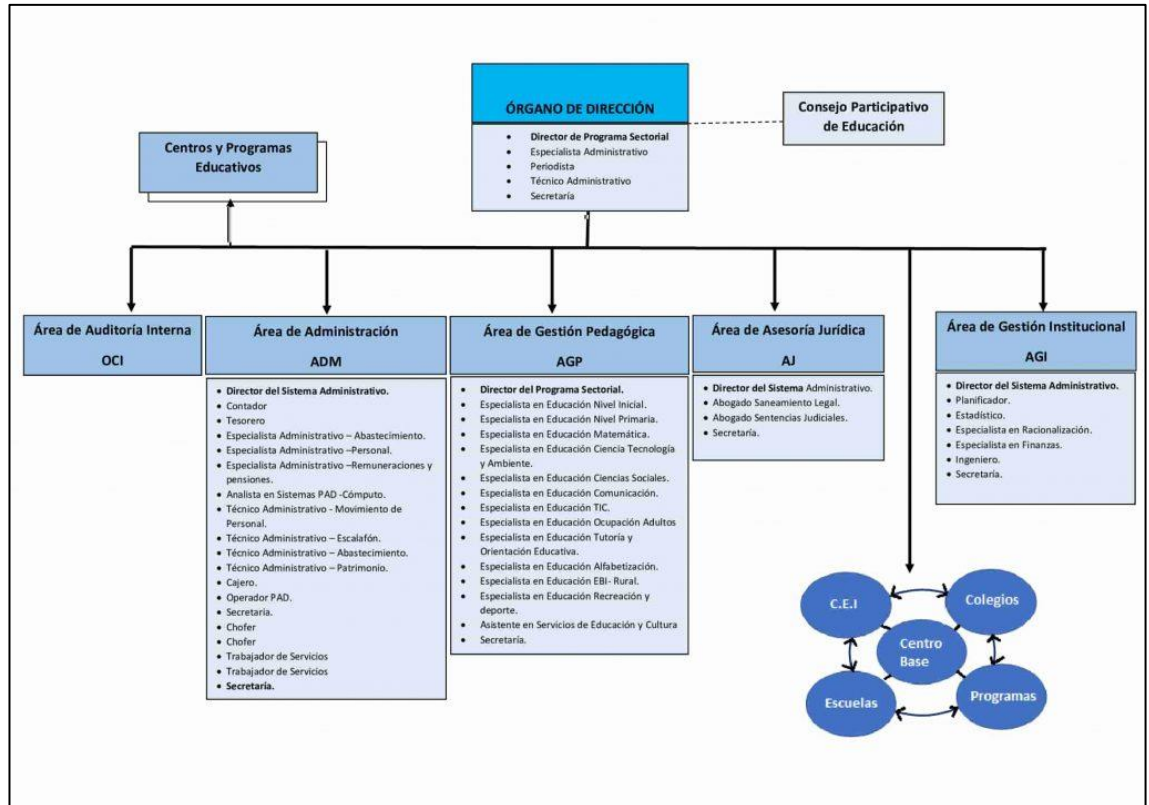 ÓRGANO DE DIRECCIÓN
• Director de Programa Sectorial
• Especialista Administrativo
• Periodista
• Técnico Administrativo
• Secretaría
Consejo Participativo
de Educación
Centros y Programas
Educativos
Área de Auditoría Interna
OCI
Área de Administración
ADM
• Director del Sistema Administrativo.
• Contador
• Tesorero
• Especialista Administrativo – Abastecimiento.
• Especialista Administrativo –Personal.
• Especialista Administrativo –Remuneraciones y
pensiones.
• Analista en Sistemas PAD -Cómputo.
• Técnico Administrativo - Movimiento de
Personal.
• Técnico Administrativo – Escalafón.
• Técnico Administrativo – Abastecimiento.
• Técnico Administrativo – Patrimonio.
• Cajero.
• Operador PAD.
• Secretaría.
• Chofer
• Chofer
• Trabajador de Servicios
• Trabajador de Servicios
• Secretaría.
Área de Gestión Pedagógica
AGP
• Director del Programa Sectorial.
• Especialista en Educación Nivel Inicial.
• Especialista en Educación Nivel Primaria.
• Especialista en Educación Matemática.
• Especialista en Educación Ciencia Tecnología
y Ambiente.
• Especialista en Educación Ciencias Sociales.
• Especialista en Educación Comunicación.
• Especialista en Educación TIC.
• Especialista en Educación Ocupación Adultos
• Especialista en Educación Tutoría y
Orientación Educativa.
• Especialista en Educación Alfabetización.
• Especialista en Educación EBI- Rural.
• Especialista en Educación Recreación y
deporte.
• Asistente en Servicios de Educación y Cultura
• Secretaría.
Área de Asesoría Jurídica
AJ
• Director del Sistema Administrativo.
• Abogado Saneamiento Legal.
• Abogado Sentencias Judiciales.
• Secretaría.
Área de Gestión Institucional
AGI
• Director del Sistema Administrativo.
• Planificador.
• Estadístico.
• Especialista en Racionalización.
• Especialista en Finanzas.
• Ingeniero.
• Secretaría.
C.E.I
Colegios
Centro
Base
Escuelas
Programas